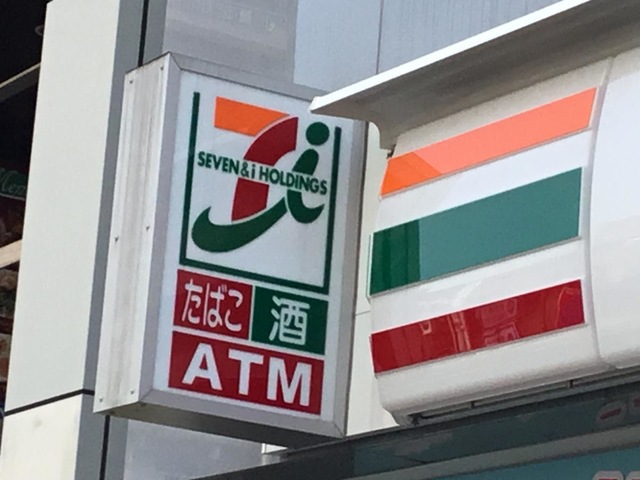 SEVEN & i HOLDINGS
たばこ 酒
ATM